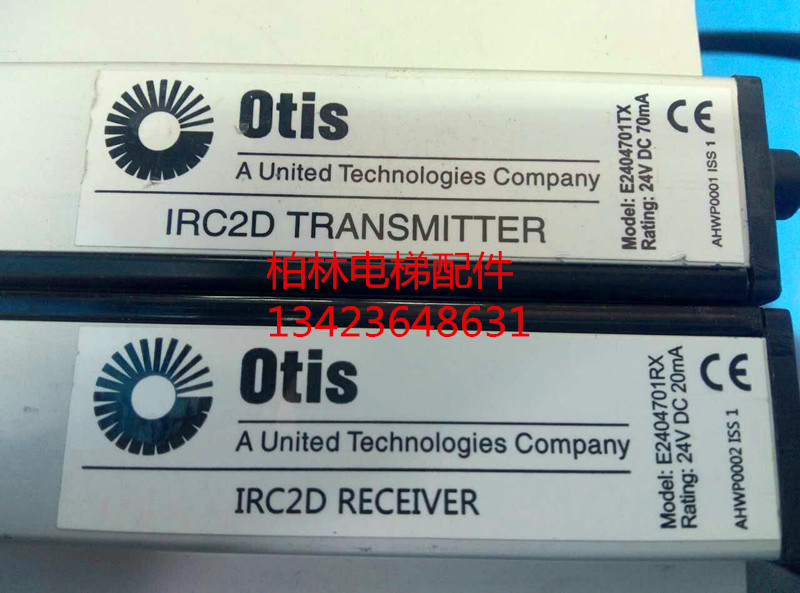 Otis
A United Technologies Company
IRC2D TRANSMITTER
Model: E2404701TX
Rating: 24V DC 70mA
CE
AHWP0001 ISS 1
柏林电梯配件
13423648631
Otis
A United Technologies Company
IRC2D RECEIVER
Model: E2404701RX
Rating: 24V DC 20mA
CE
AHWP0002 ISS 1